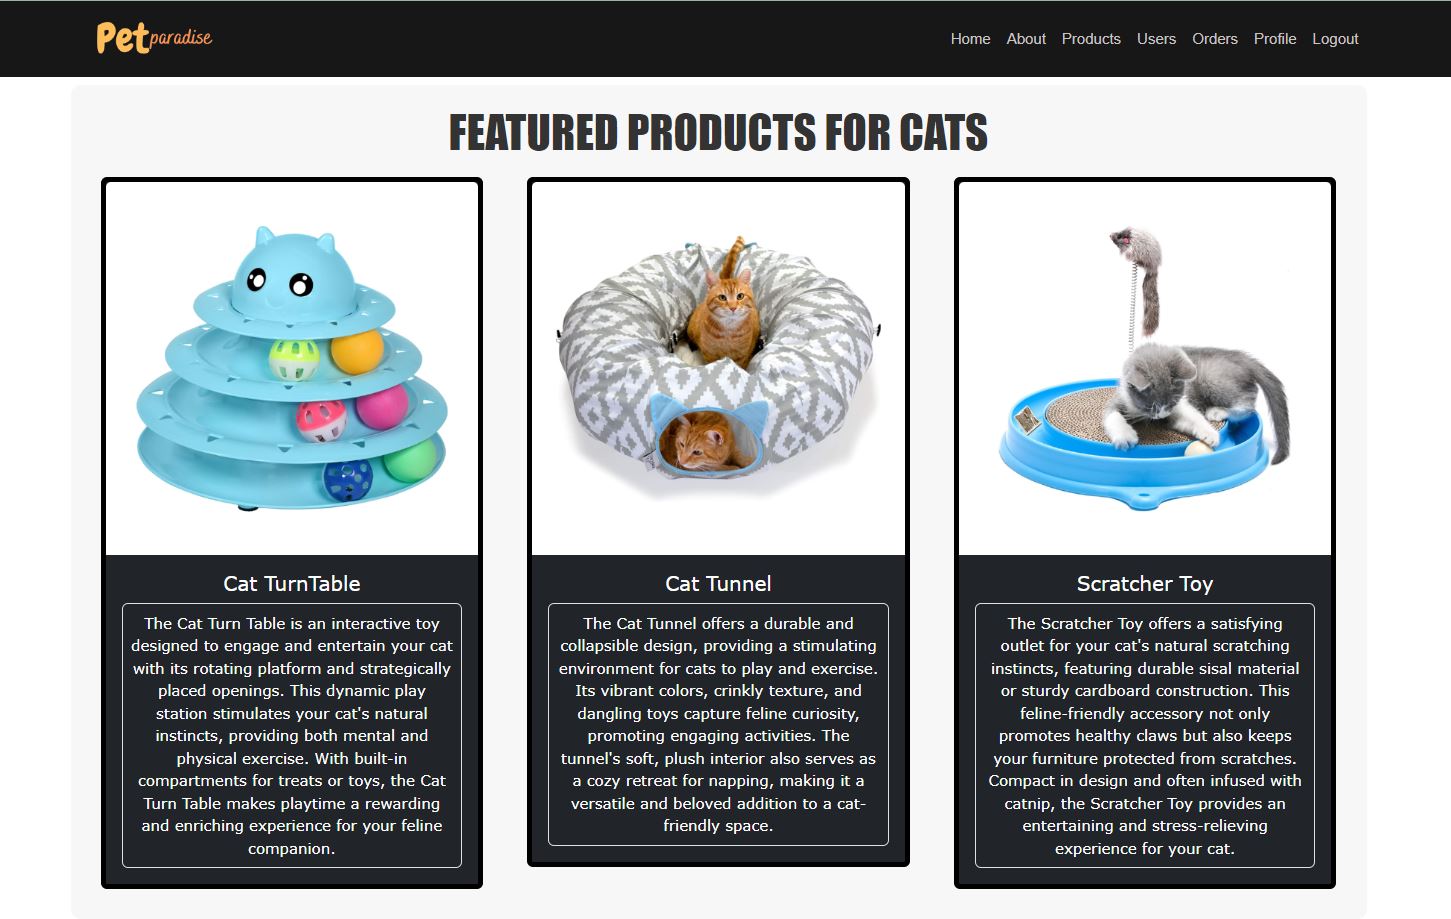 Pet paradise
Home About Products Users Orders Profile Logout
FEATURED PRODUCTS FOR CATS
Cat TurnTable
The Cat Turn Table is an interactive toy
designed to engage and entertain your cat
with its rotating platform and strategically
placed openings. This dynamic play
station stimulates your cat's natural
instincts, providing both mental and
physical exercise. With built-in
compartments for treats or toys, the Cat
Turn Table makes playtime a rewarding
and enriching experience for your feline
companion.
Cat Tunnel
The Cat Tunnel offers a durable and
collapsible design, providing a stimulating
environment for cats to play and exercise.
Its vibrant colors, crinkly texture, and
dangling toys capture feline curiosity,
promoting engaging activities. The
tunnel's soft, plush interior also serves as
a cozy retreat for napping, making it a
versatile and beloved addition to a cat-
friendly space.
Scratcher Toy
The Scratcher Toy offers a satisfying
outlet for your cat's natural scratching
instincts, featuring durable sisal material
or sturdy cardboard construction. This
feline-friendly accessory not only
promotes healthy claws but also keeps
your furniture protected from scratches.
Compact in design and often infused with
catnip, the Scratcher Toy provides an
entertaining and stress-relieving
experience for your cat.